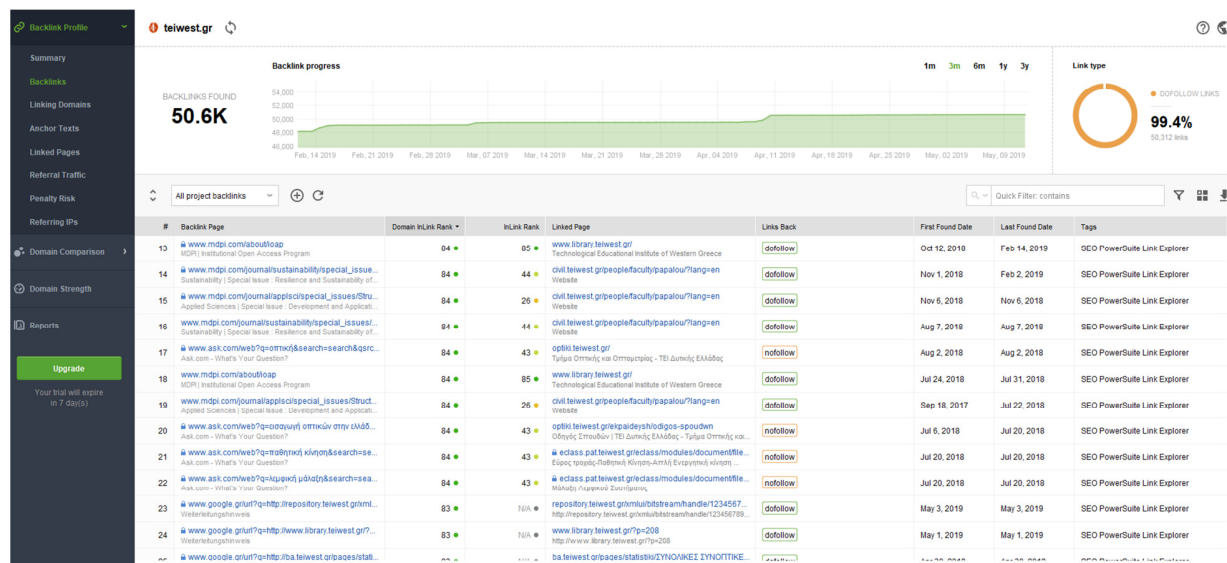 Backlink Profile
Summary
Backlinks
Linking Domains
Anchor Texts
Linked Pages
Referral Traffic
Penalty Risk
Referring IPs
Domain Comparison
Domain Strength
Reports
Upgrade
Your trial will expire
in 7 day(s)
teiwest.gr
Backlink progress
1m 3m 6m 1y 3y
Link type
BACKLINKS FOUND
50.6K
54,000
52,000
50,000
48,000
46,000
Feb, 14 2019 Feb, 21 2019 Feb, 28 2019 Mar, 07 2019 Mar, 14 2019 Mar, 21 2019 Mar, 28 2019 Apr, 04 2019 Apr, 11 2019 Apr, 18 2019 Apr, 25 2019 May, 02 2019 May, 09 2019
DOFOLLOW LINKS
99.4%
50,312 links
All project backlinks
Quick Filter: contains
# Backlink Page Domain InLink Rank InLink Rank Linked Page Links Back First Found Date Last Found Date Tags
13 www.mdpi.com/about/ioap 84 85 www.library.teiwest.gr/ dofollow Oct 12, 2018 Feb 14, 2019 SEO PowerSuite Link Explorer
MDPI | Institutional Open Access Program Technological Educational Institute of Western Greece
14 www.mdpi.com/journal/sustainability/special_issue... 84 44 civil.teiwest.gr/people/faculty/papalou/?lang=en dofollow Nov 1, 2018 Feb 2, 2019 SEO PowerSuite Link Explorer
Sustainability | Special Issue : Resilience and Sustainability of... Website
15 www.mdpi.com/journal/applsci/special_issues/Stru... 84 26 civil.teiwest.gr/people/faculty/papalou/?lang=en dofollow Nov 6, 2018 Nov 6, 2018 SEO PowerSuite Link Explorer
Applied Sciences | Special Issue : Development and Applicati... Website
16 www.mdpi.com/journal/sustainability/special_issues/... 84 44 civil.teiwest.gr/people/faculty/papalou/?lang=en dofollow Aug 7, 2018 Aug 7, 2018 SEO PowerSuite Link Explorer
Sustainability | Special Issue : Resilience and Sustainability of... Website
17 www.ask.com/web?q=οπτική&search=search&qsrc... 84 43 optiki.teiwest.gr/ nofollow Aug 2, 2018 Aug 2, 2018 SEO PowerSuite Link Explorer
Ask.com - What's Your Question? Τμήμα Οπτικής και Οπτομετρίας - ΤΕΙ Δυτικής Ελλάδας
18 www.mdpi.com/about/ioap 84 85 www.library.teiwest.gr/ dofollow Jul 24, 2018 Jul 31, 2018 SEO PowerSuite Link Explorer
MDPI | Institutional Open Access Program Technological Educational Institute of Western Greece
19 www.mdpi.com/journal/applsci/special_issues/Struct... 84 26 civil.teiwest.gr/people/faculty/papalou/?lang=en dofollow Sep 18, 2017 Jul 22, 2018 SEO PowerSuite Link Explorer
Applied Sciences | Special Issue : Development and Applicati... Website
20 www.ask.com/web?q=εισαγωγή οπτικών στην ελλάδ... 84 43 optiki.teiwest.gr/ekpaideysh/odigos-spoudwn nofollow Jul 6, 2018 Jul 20, 2018 SEO PowerSuite Link Explorer
Ask.com - What's Your Question? Οδηγός Σπουδών | ΤΕΙ Δυτικής Ελλάδας - Τμήμα Οπτικής και...
21 www.ask.com/web?q=παθητική κίνηση&search=se... 84 43 eclass.pat.teiwest.gr/eclass/modules/document/file... nofollow Jul 20, 2018 Jul 20, 2018 SEO PowerSuite Link Explorer
Ask.com - What's Your Question? Εύρος τροχιάς-Παθητική Κίνηση-Απλή Ενεργητική κίνηση ...
22 www.ask.com/web?q=λεμφική μάλαξη&search=sea... 84 43 eclass.pat.teiwest.gr/eclass/modules/document/file... nofollow Jul 20, 2018 Jul 20, 2018 SEO PowerSuite Link Explorer
Ask.com - What's Your Question? Μάλαξη Λεμφικού Συστήματος
23 www.google.gr/url?q=http://repository.teiwest.gr/xml... 83 N/A repository.teiwest.gr/xmlui/bitstream/handle/1234567... dofollow May 3, 2019 May 3, 2019 SEO PowerSuite Link Explorer
Weiterleitungshinweis http://repository.teiwest.gr/xmlui/bitstream/handle/123456789...
24 www.google.gr/url?q=http://www.library.teiwest.gr/?... 83 N/A www.library.teiwest.gr/?p=208 dofollow May 1, 2019 May 1, 2019 SEO PowerSuite Link Explorer
Weiterleitungshinweis http://www.library.teiwest.gr/?p=208
www.google.gr/url?q=http://ba.teiwest.gr/pages/stati... ba.teiwest.gr/pages/statistiki/ΣΥΝΟΛΙΚΕΣ ΣΥΝΟΠΤΙΚΕ... SEO PowerSuite Link Explorer